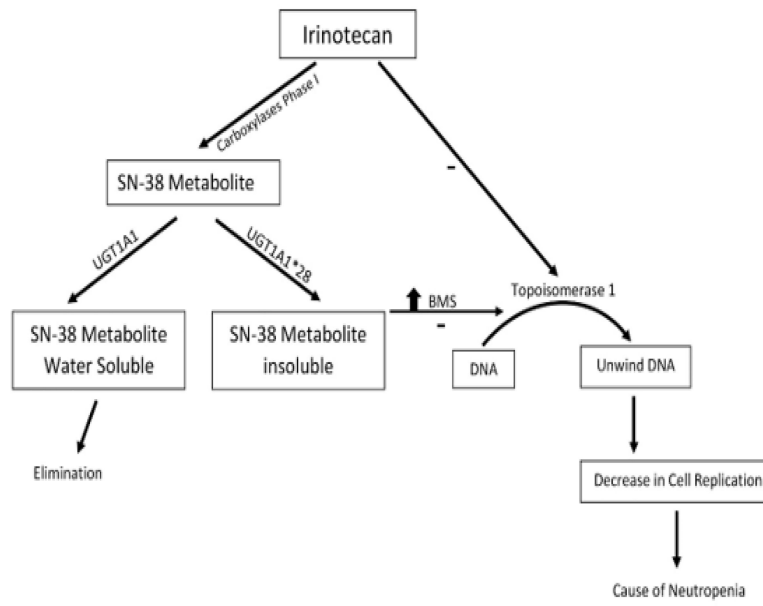 Irinotecan
Carboxylases Phase I
-
SN-38 Metabolite
UGT1A1
UGT1A1*28
SN-38 Metabolite
Water Soluble
SN-38 Metabolite
insoluble
BMS
-
Topoisomerase 1
DNA
Unwind DNA
Elimination
Decrease in Cell Replication
Cause of Neutropenia